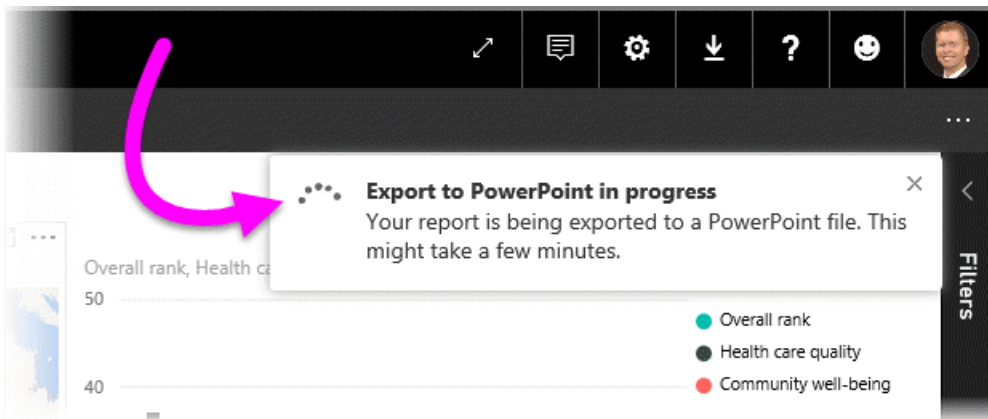 ?
Export to PowerPoint in progress
Your report is being exported to a PowerPoint file. This
might take a few minutes.
Filters
Overall rank, Health
50
Overall rank
Health care quality
40
Community well-being